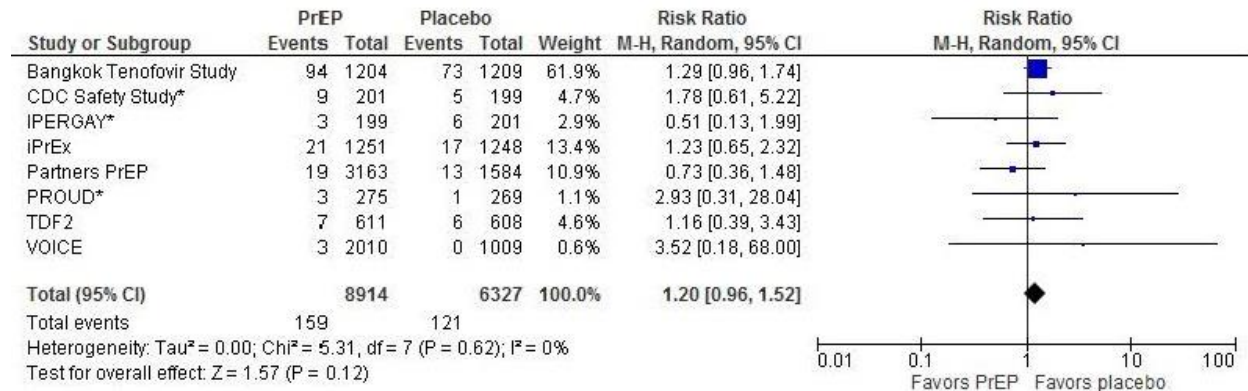 PrEP Placebo Risk Ratio Risk Ratio
Study or Subgroup Events Total Events Total Weight M-H, Random, 95% CI M-H, Random, 95% CI
Bangkok Tenofovir Study 94 1204 73 1209 61.9% 1.29 [0.96, 1.74]
CDC Safety Study* 9 201 5 199 4.7% 1.78 [0.61, 5.22]
IPERGAY* 3 199 6 201 2.9% 0.51 [0.13, 1.99]
iPrEx 21 1251 17 1248 13.4% 1.23 [0.65, 2.32]
Partners PrEP 19 3163 13 1584 10.9% 0.73 [0.36, 1.48]
PROUD* 3 275 1 269 1.1% 2.93 [0.31, 28.04]
TDF2 7 611 6 608 4.6% 1.16 [0.39, 3.43]
VOICE 3 2010 0 1009 0.6% 3.52 [0.18, 68.00]
Total (95% CI) 8914 6327 100.0% 1.20 [0.96, 1.52]
Total events 159 121
Heterogeneity: Tau² = 0.00; Chi² = 5.31, df = 7 (P = 0.62); I² = 0%
Test for overall effect: Z = 1.57 (P = 0.12)
0.01 0.1 1 10 100
Favors PrEP Favors placebo